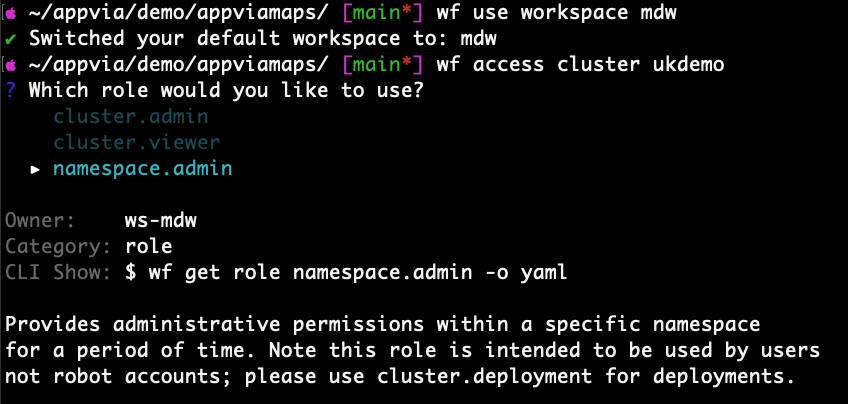 ~/appvia/demo/appviamaps/ [main*] wf use workspace mdw
✔ Switched your default workspace to: mdw
~/appvia/demo/appviamaps/ [main*] wf access cluster ukdemo
? Which role would you like to use?
cluster.admin
cluster.viewer
▸ namespace.admin
Owner: ws-mdw
Category: role
CLI Show: $ wf get role namespace.admin -o yaml
Provides administrative permissions within a specific namespace
for a period of time. Note this role is intended to be used by users
not robot accounts; please use cluster.deployment for deployments.